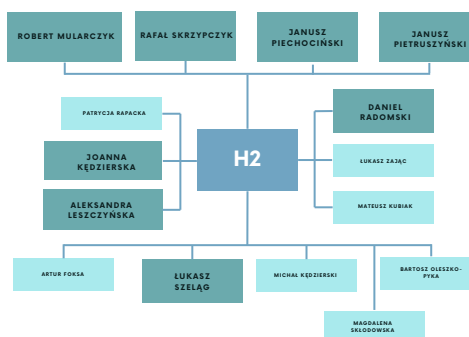 ROBERT MULARCZYK
RAFAŁ SKRZYPCZYK
JANUSZ
PIECHOCIŃSKI
JANUSZ
PIETRUSZYŃSKI
PATRYCJA RAPACKA
JOANNA
KĘDZIERSKA
ALEKSANDRA
LESZCZYŃSKA
H2
DANIEL
RADOMSKI
ŁUKASZ ZAJĄC
MATEUSZ KUBIAK
ARTUR FOKSA
ŁUKASZ
SZELĄG
MICHAŁ KĘDZIERSKI
MAGDALENA
SKŁODOWSKA
BARTOSZ OLESZKO-
PYKA